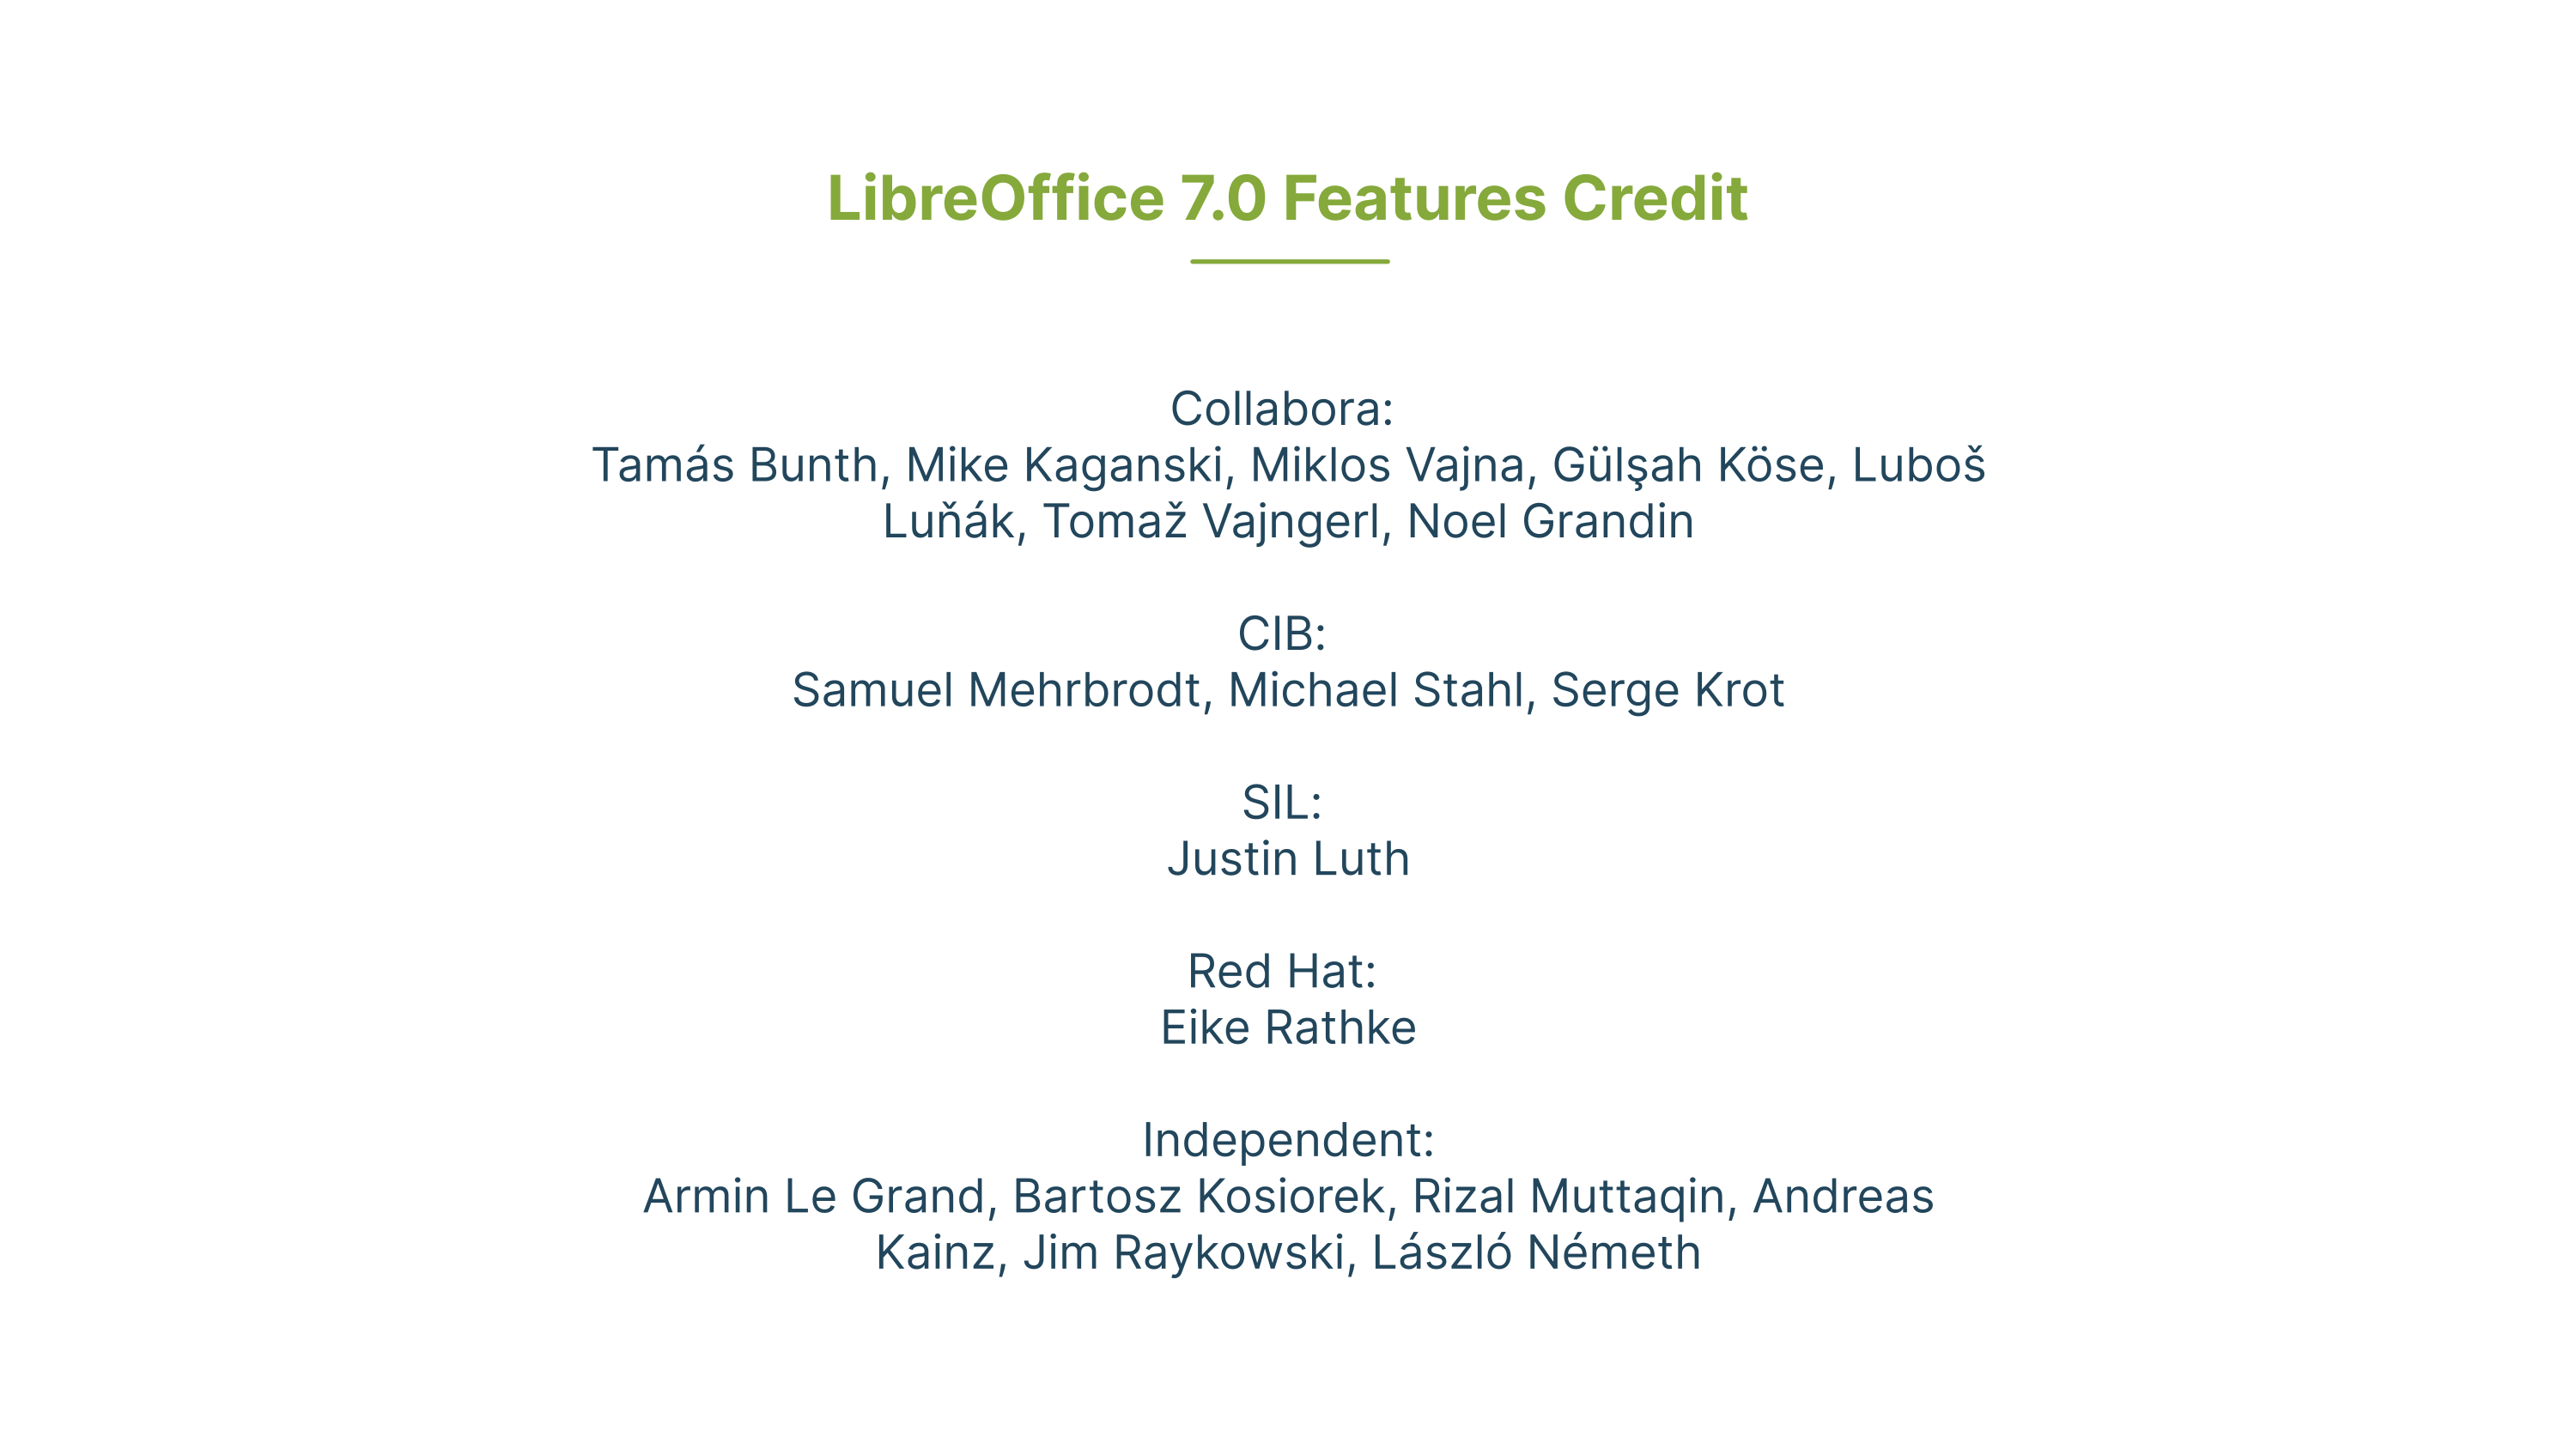 LibreOffice 7.0 Features Credit
Collabora:
Tamás Bunth, Mike Kaganski, Miklos Vajna, Gülşah Köse, Luboš
Luňák, Tomaž Vajngerl, Noel Grandin
CIB:
Samuel Mehrbrodt, Michael Stahl, Serge Krot
SIL:
Justin Luth
Red Hat:
Eike Rathke
Independent:
Armin Le Grand, Bartosz Kosiorek, Rizal Muttaqin, Andreas
Kainz, Jim Raykowski, László Németh